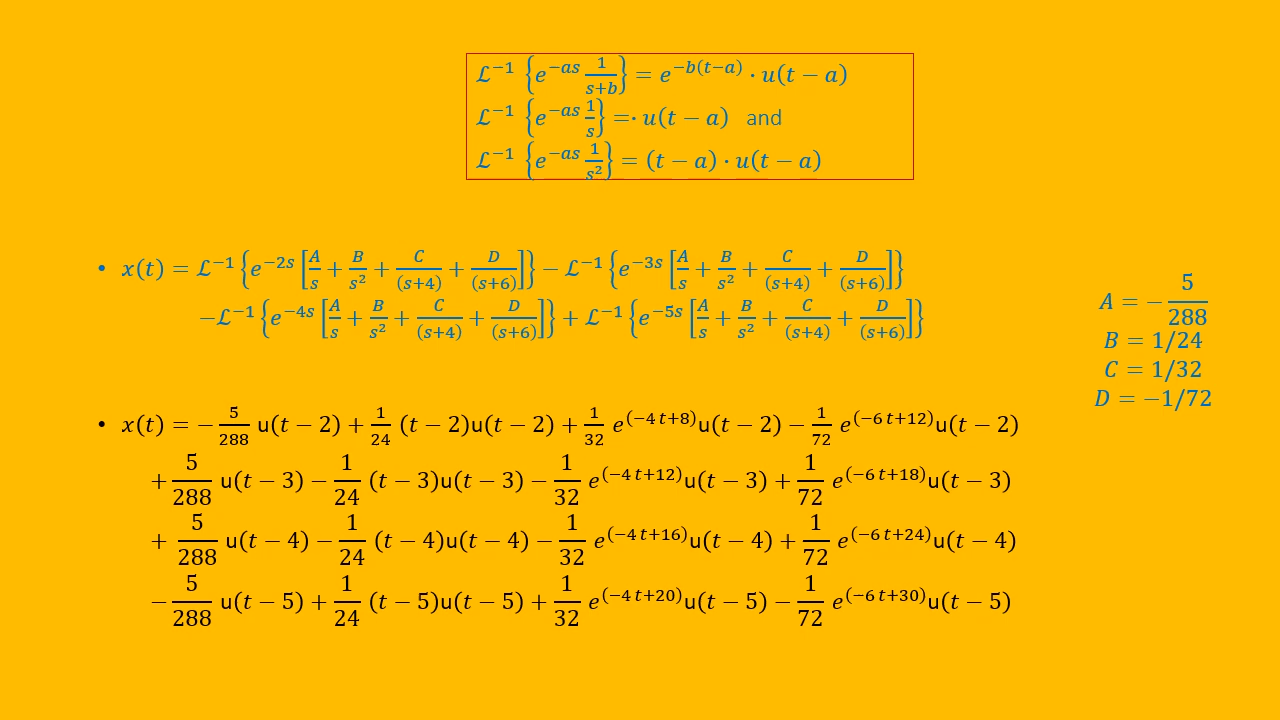 ℒ⁻¹ {e^{−as} 1/(s+b)} = e^{−b(t−a)} · u(t − a)
ℒ⁻¹ {e^{−as} 1/s} =· u(t − a) and
ℒ⁻¹ {e^{−as} 1/s²} = (t − a) · u(t − a)
• x(t) = ℒ⁻¹ {e^{−2s} [A/s + B/s² + C/(s+4) + D/(s+6)]} − ℒ⁻¹ {e^{−3s} [A/s + B/s² + C/(s+4) + D/(s+6)]}
−ℒ⁻¹ {e^{−4s} [A/s + B/s² + C/(s+4) + D/(s+6)]} + ℒ⁻¹ {e^{−5s} [A/s + B/s² + C/(s+4) + D/(s+6)]}
A = − 5/288
B = 1/24
C = 1/32
D = −1/72
• x(t) = − 5/288 u(t − 2) + 1/24 (t − 2)u(t − 2) + 1/32 e^{(−4t+8)}u(t − 2) − 1/72 e^{(−6t+12)}u(t − 2)
+ 5/288 u(t − 3) − 1/24 (t − 3)u(t − 3) − 1/32 e^{(−4t+12)}u(t − 3) + 1/72 e^{(−6t+18)}u(t − 3)
+ 5/288 u(t − 4) − 1/24 (t − 4)u(t − 4) − 1/32 e^{(−4t+16)}u(t − 4) + 1/72 e^{(−6t+24)}u(t − 4)
− 5/288 u(t − 5) + 1/24 (t − 5)u(t − 5) + 1/32 e^{(−4t+20)}u(t − 5) − 1/72 e^{(−6t+30)}u(t − 5)